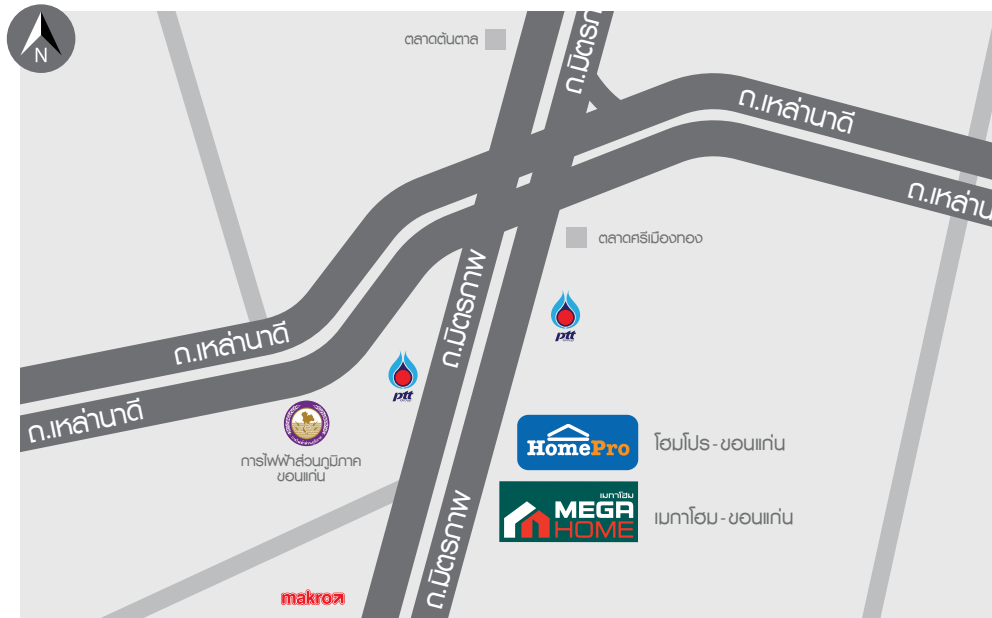 N
ตลาดต้นตาล
ถ.มิตรภ
ถ.เหล่านาดี
ถ.เหล่าน
ตลาดศรีเมืองทอง
ถ.มิตรภาพ
ptt
ถ.เหล่านาดี
ptt
ถ.เหล่านาดี
การไฟฟ้าส่วนภูมิภาค
ขอนแก่น
HomePro
โฮมโปร-ขอนแก่น
เมกาโฮม
MEGA
HOME
เมกาโฮม-ขอนแก่น
ถ.มิตรภาพ
makro